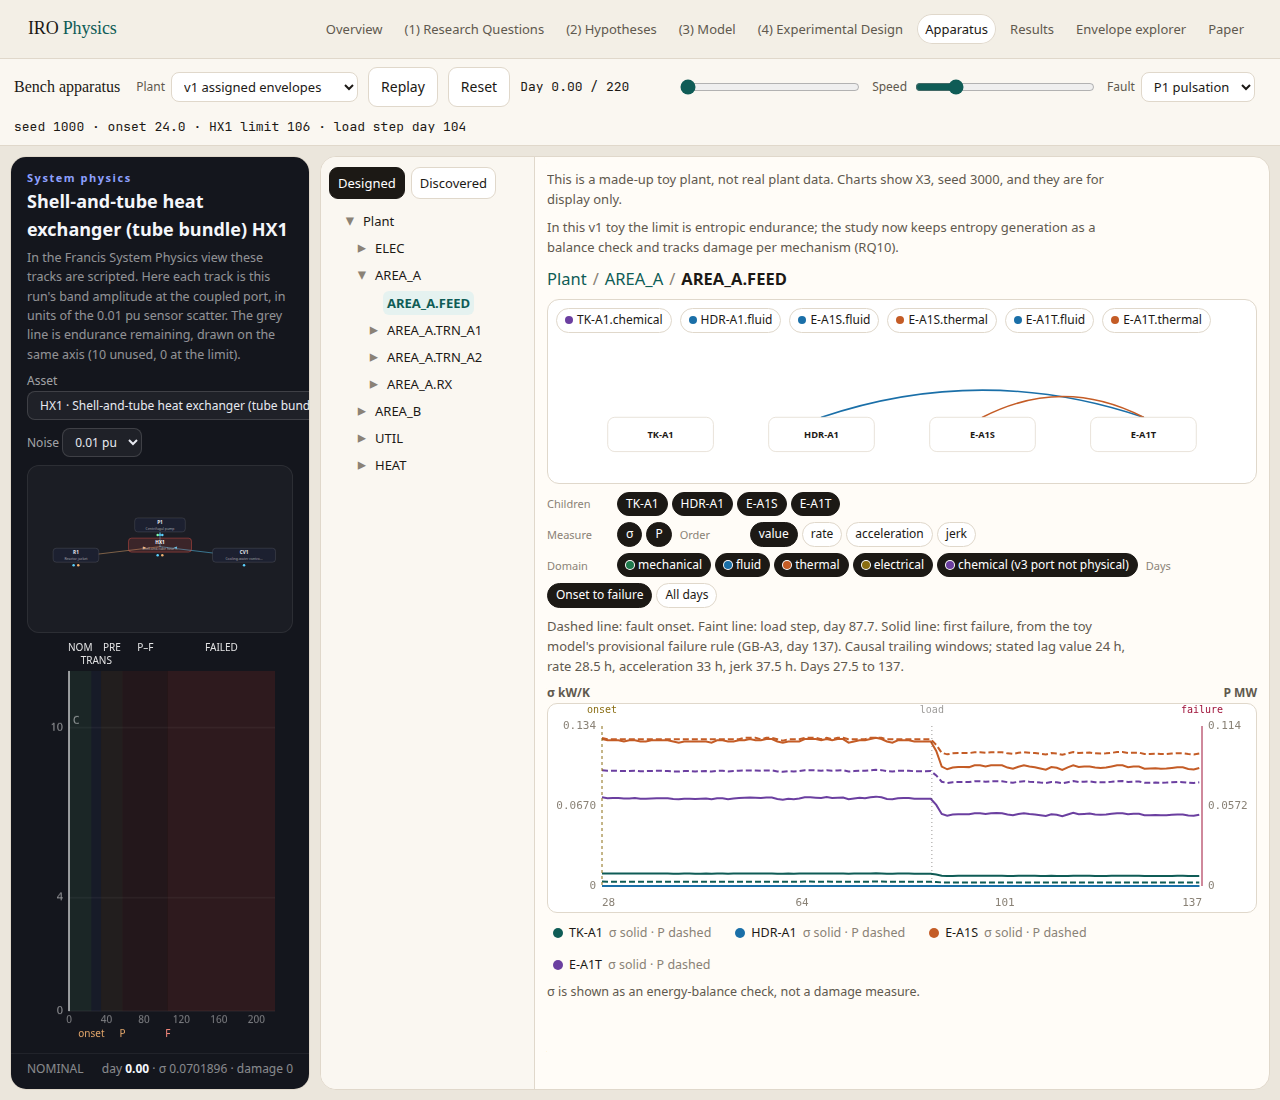 IRO Physics
Overview (1) Research Questions (2) Hypotheses (3) Model (4) Experimental Design Apparatus Results Envelope explorer Paper
Bench apparatus Plant v1 assigned envelopes Replay Reset Day 0.00 / 220 Speed Fault P1 pulsation
seed 1000 · onset 24.0 · HX1 limit 106 · load step day 104
System physics
Shell-and-tube heat
exchanger (tube bundle) HX1
In the Francis System Physics view these
tracks are scripted. Here each track is this
run's band amplitude at the coupled port, in
units of the 0.01 pu sensor scatter. The grey
line is endurance remaining, drawn on the
same axis (10 unused, 0 at the limit).
Asset
HX1 · Shell-and-tube heat exchanger (tube bund
Noise 0.01 pu
P1
Centrifugal pump
HX1
R1
CV1
NOM PRE P–F FAILED
TRANS
10
C
4
0
0 40 80 120 160 200
onset P F
NOMINAL day 0.00 · σ 0.0701896 · damage 0
Designed Discovered
▼ Plant
▶ ELEC
▼ AREA_A
AREA_A.FEED
▶ AREA_A.TRN_A1
▶ AREA_A.TRN_A2
▶ AREA_A.RX
▶ AREA_B
▶ UTIL
▶ HEAT
This is a made-up toy plant, not real plant data. Charts show X3, seed 3000, and they are for
display only.
In this v1 toy the limit is entropic endurance; the study now keeps entropy generation as a
balance check and tracks damage per mechanism (RQ10).
Plant / AREA_A / AREA_A.FEED
TK-A1.chemical HDR-A1.fluid E-A1S.fluid E-A1S.thermal E-A1T.fluid E-A1T.thermal
TK-A1 HDR-A1 E-A1S E-A1T
Children TK-A1 HDR-A1 E-A1S E-A1T
Measure σ P Order value rate acceleration jerk
Domain mechanical fluid thermal electrical chemical (v3 port not physical) Days
Onset to failure All days
Dashed line: fault onset. Faint line: load step, day 87.7. Solid line: first failure, from the toy
model's provisional failure rule (GB-A3, day 137). Causal trailing windows; stated lag value 24 h,
rate 28.5 h, acceleration 33 h, jerk 37.5 h. Days 27.5 to 137.
σ kW/K P MW
onset load failure
0.134 0.114
0.0670 0.0572
0 0
28 64 101 137
TK-A1 σ solid · P dashed HDR-A1 σ solid · P dashed E-A1S σ solid · P dashed
E-A1T σ solid · P dashed
σ is shown as an energy-balance check, not a damage measure.